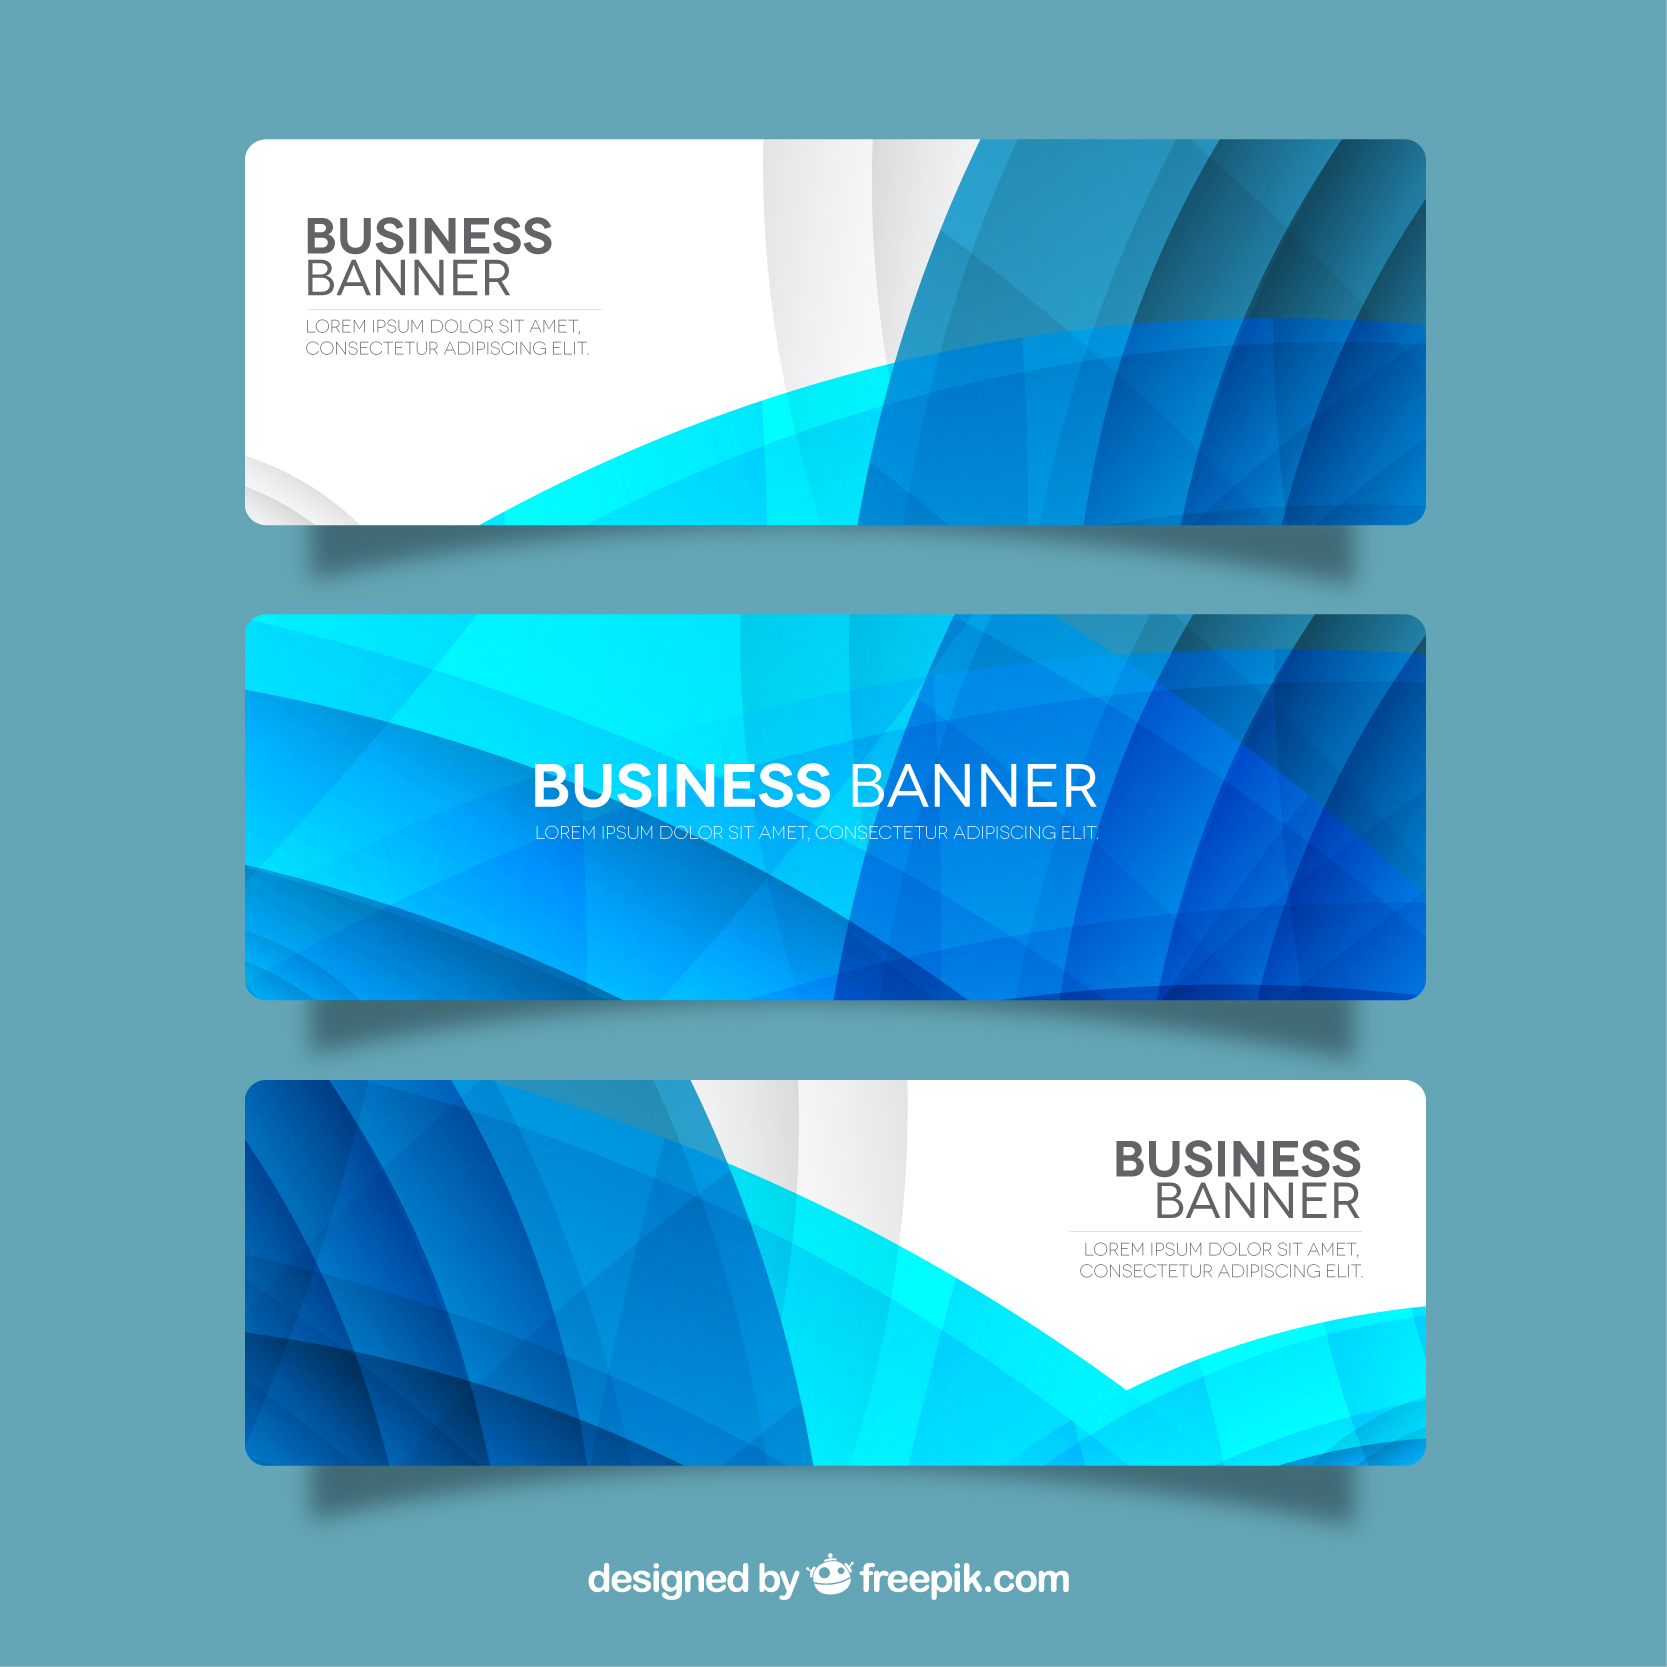 BUSINESS
BANNER
LOREM IPSUM DOLOR SIT AMET,
CONSECTETUR ADIPISCING ELIT.
BUSINESS BANNER
LOREM IPSUM DOLOR SIT AMET, CONSECTETUR ADIPISCING ELIT.
BUSINESS
BANNER
LOREM IPSUM DOLOR SIT AMET,
CONSECTETUR ADIPISCING ELIT.
designed by freepik.com